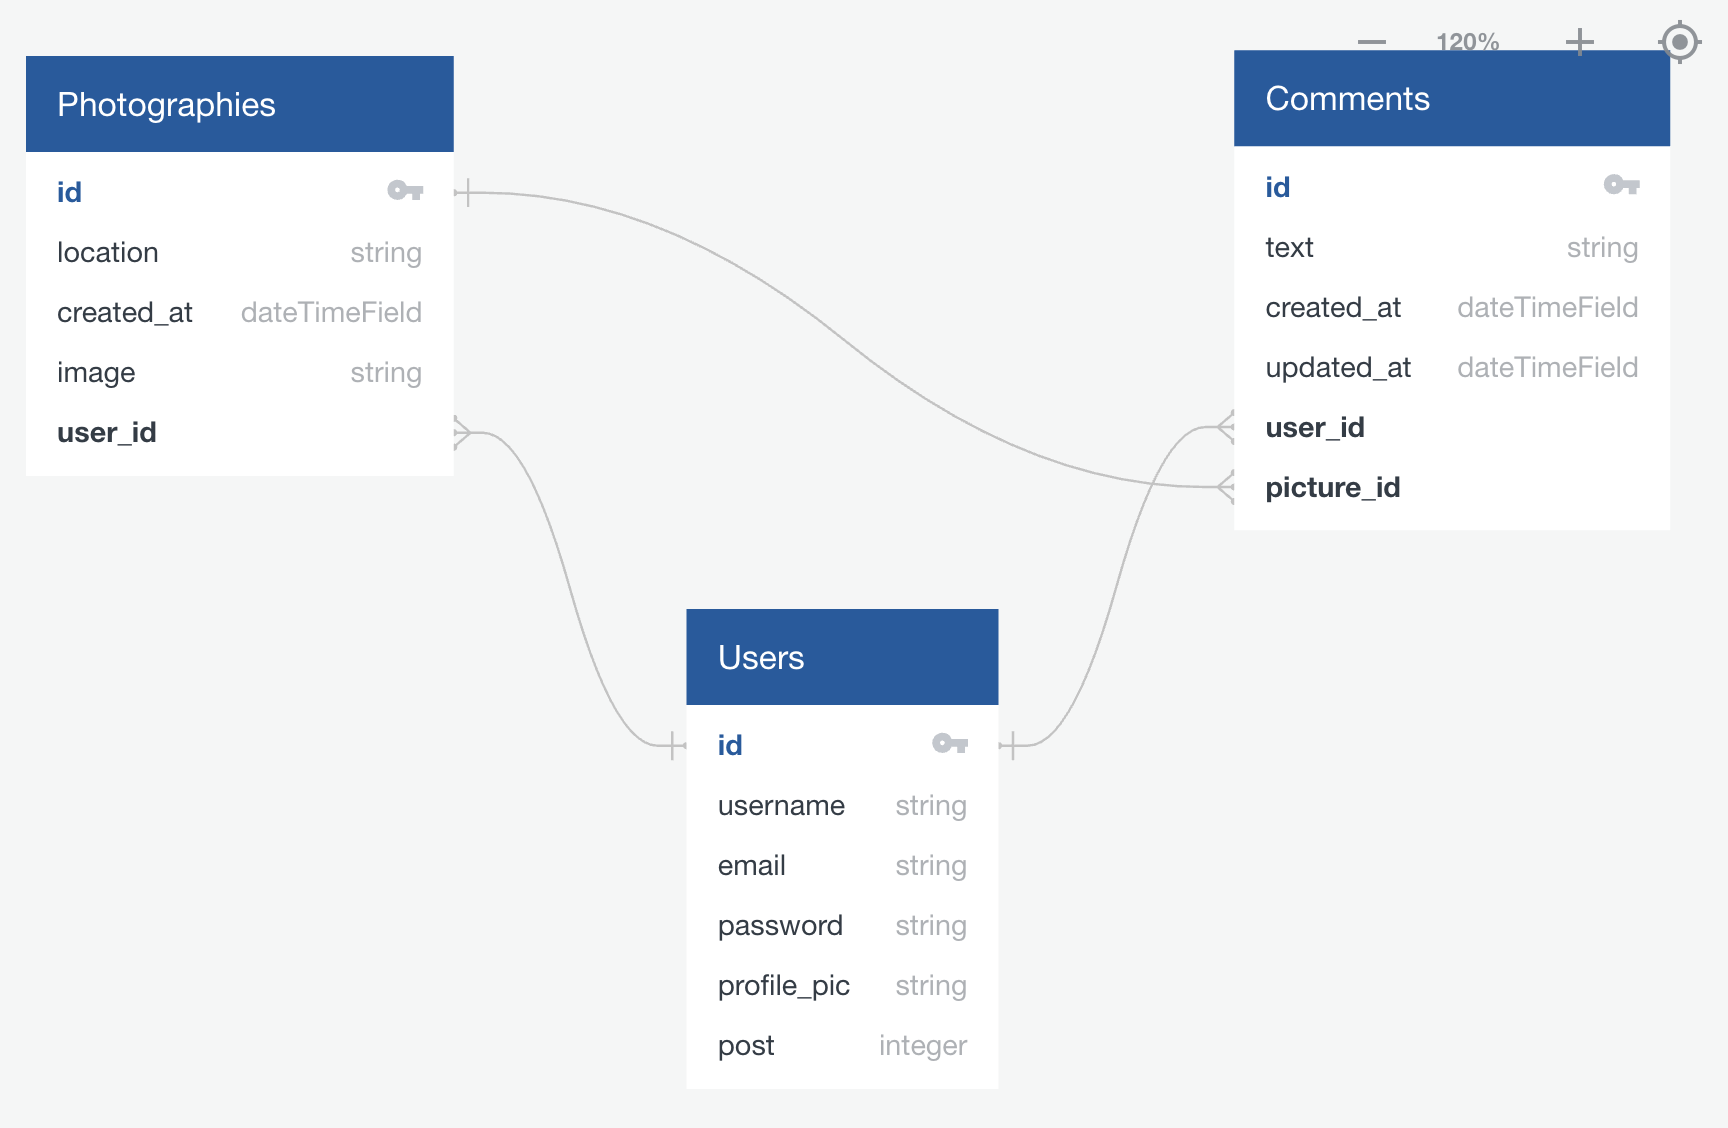 120%
Photographies
id
location string
created_at dateTimeField
image string
user_id
Comments
id
text string
created_at dateTimeField
updated_at dateTimeField
user_id
picture_id
Users
id
username string
email string
password string
profile_pic string
post integer